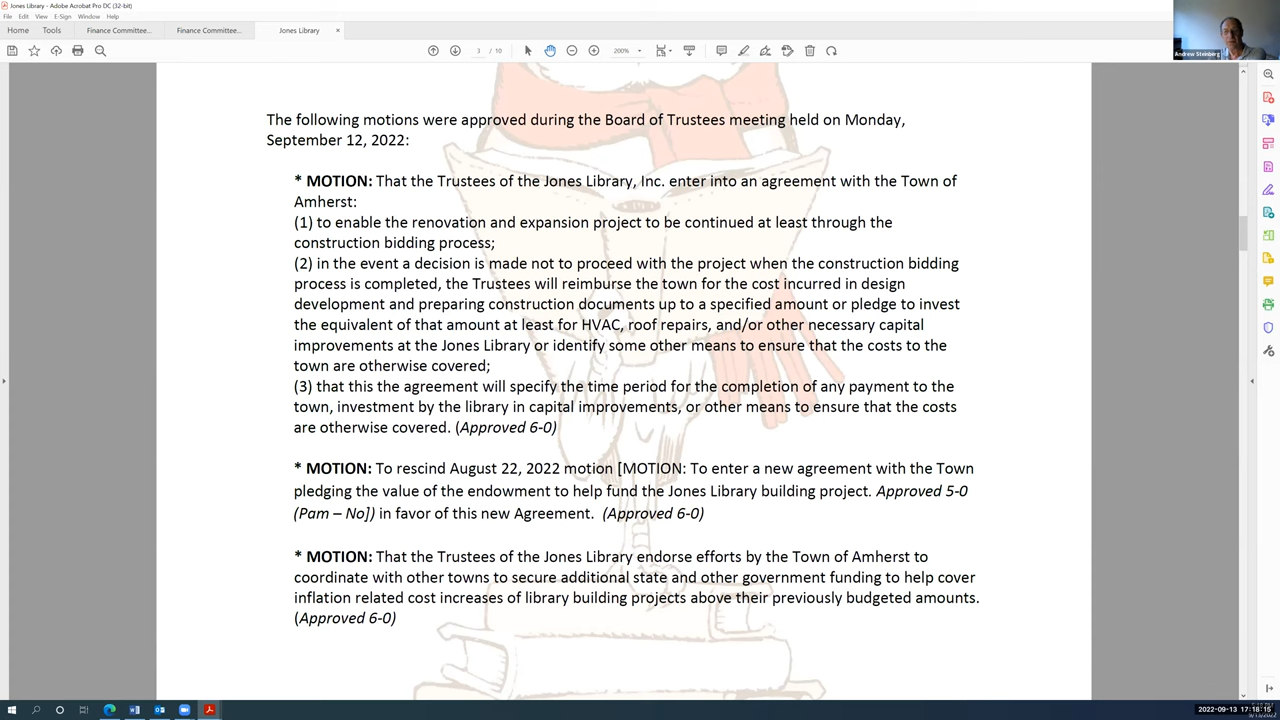 Jones Library - Adobe Acrobat Pro DC (32-bit)
File Edit View E-Sign Window Help
Home Tools Finance Committee... Finance Committee... Jones Library ×
3 / 10 200%
Andrew Steinberg
The following motions were approved during the Board of Trustees meeting held on Monday,
September 12, 2022:
* MOTION: That the Trustees of the Jones Library, Inc. enter into an agreement with the Town of
Amherst:
(1) to enable the renovation and expansion project to be continued at least through the
construction bidding process;
(2) in the event a decision is made not to proceed with the project when the construction bidding
process is completed, the Trustees will reimburse the town for the cost incurred in design
development and preparing construction documents up to a specified amount or pledge to invest
the equivalent of that amount at least for HVAC, roof repairs, and/or other necessary capital
improvements at the Jones Library or identify some other means to ensure that the costs to the
town are otherwise covered;
(3) that this the agreement will specify the time period for the completion of any payment to the
town, investment by the library in capital improvements, or other means to ensure that the costs
are otherwise covered. (Approved 6-0)
* MOTION: To rescind August 22, 2022 motion [MOTION: To enter a new agreement with the Town
pledging the value of the endowment to help fund the Jones Library building project. Approved 5-0
(Pam – No]) in favor of this new Agreement. (Approved 6-0)
* MOTION: That the Trustees of the Jones Library endorse efforts by the Town of Amherst to
coordinate with other towns to secure additional state and other government funding to help cover
inflation related cost increases of library building projects above their previously budgeted amounts.
(Approved 6-0)
2022-09-13 17:18:15